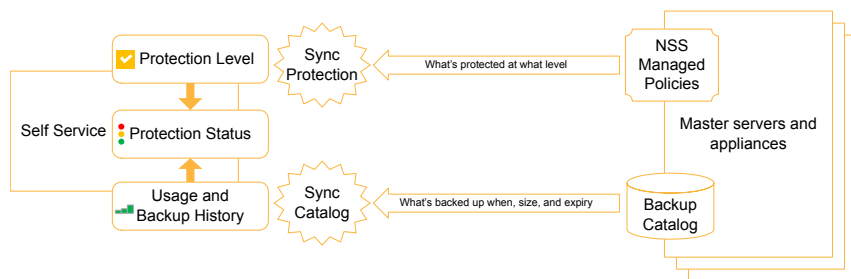 Protection Level
Sync
Protection
What's protected at what level
NSS
Managed
Policies
Self Service
Protection Status
Master servers and
appliances
Usage and
Backup History
Sync
Catalog
What's backed up when, size, and expiry
Backup
Catalog